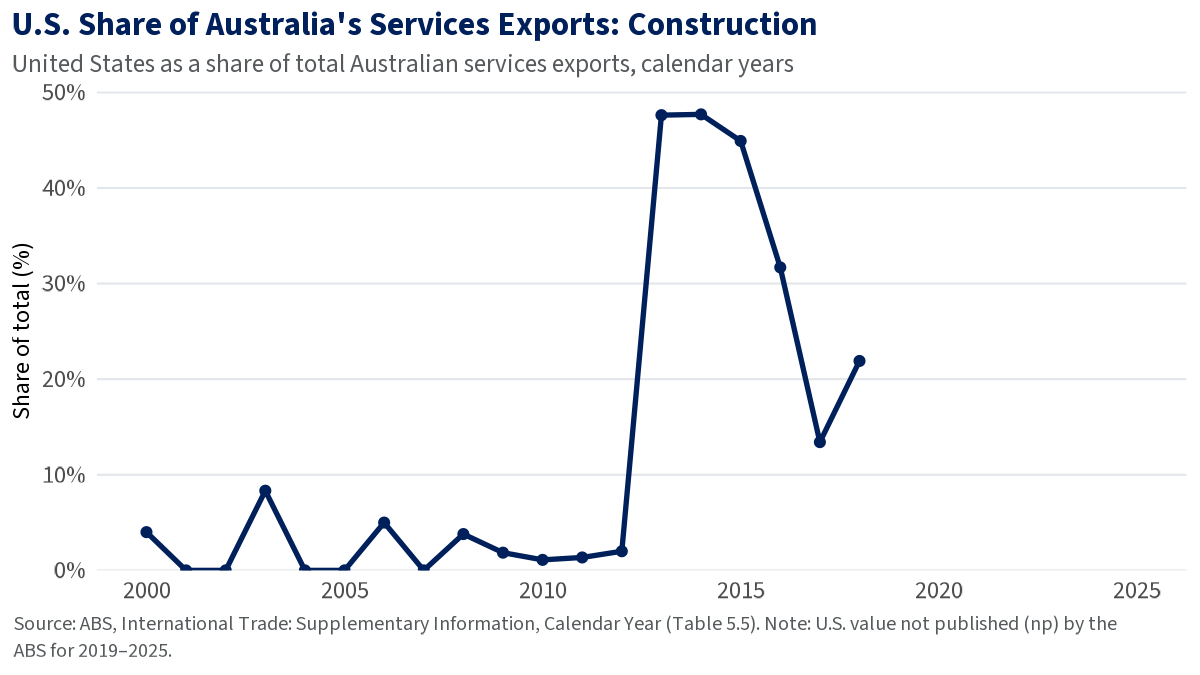 U.S. Share of Australia's Services Exports: Construction
United States as a share of total Australian services exports, calendar years
50%
40%
30%
20%
10%
0%
Share of total (%)
2000 2005 2010 2015 2020 2025
Source: ABS, International Trade: Supplementary Information, Calendar Year (Table 5.5). Note: U.S. value not published (np) by the
ABS for 2019–2025.